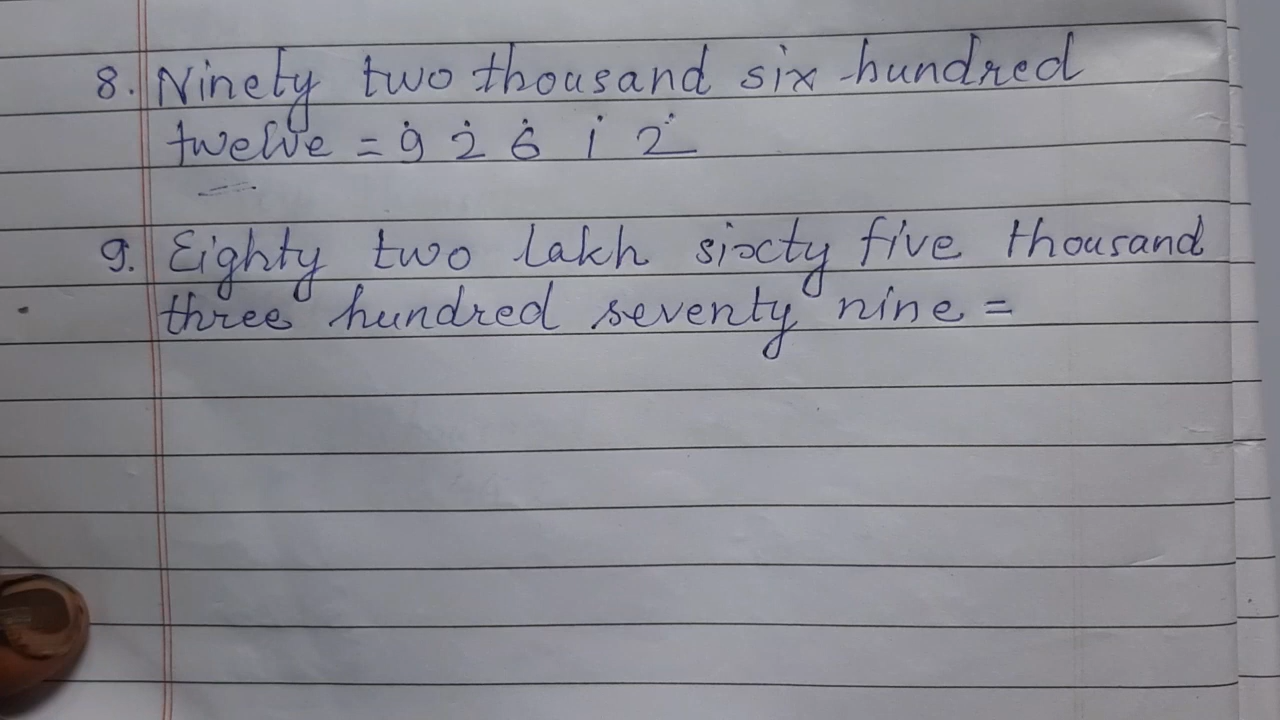 8. Ninety two thousand six hundred
twelve = 9 2 6 1 2
9. Eighty two lakh sixty five thousand
three hundred seventy nine =